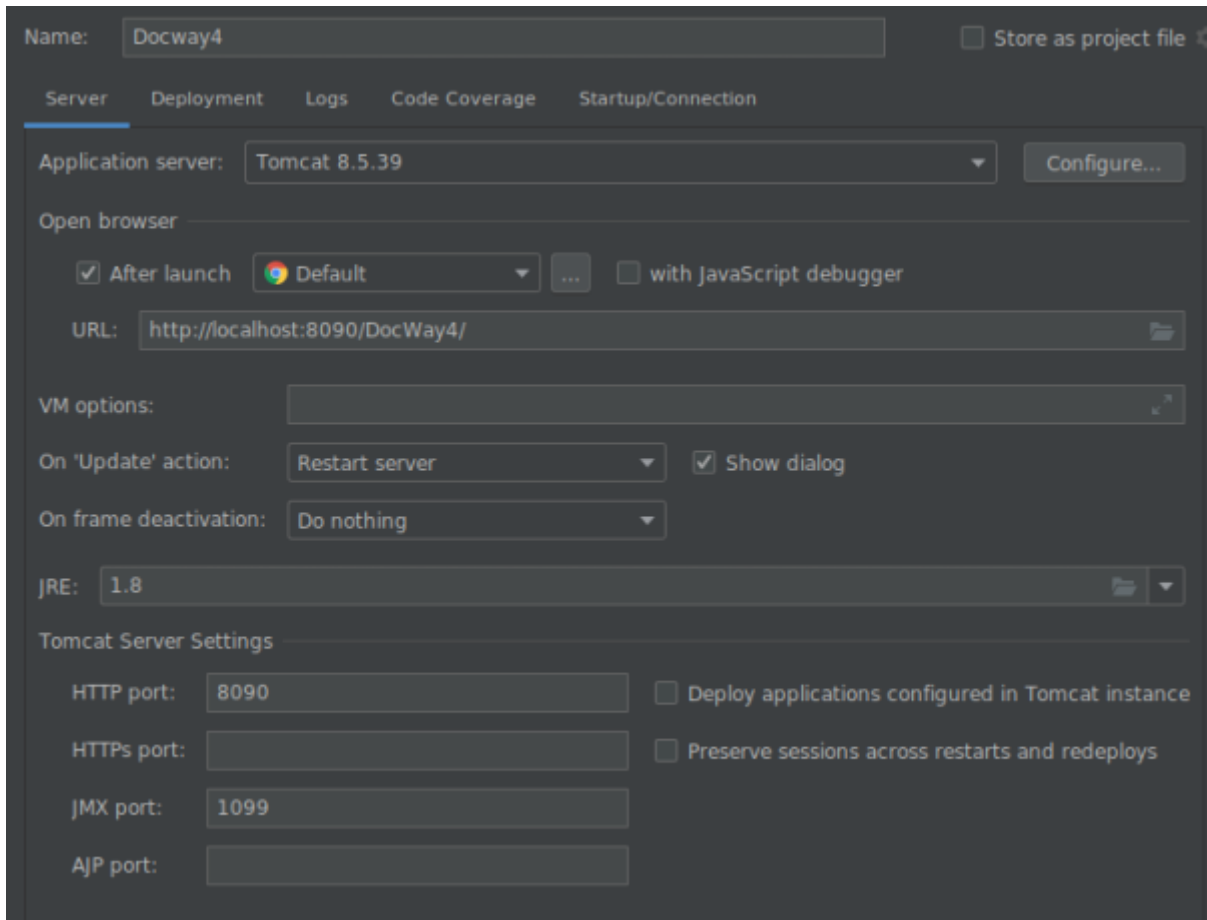 Name: Docway4 Store as project file
Server Deployment Logs Code Coverage Startup/Connection
Application server: Tomcat 8.5.39 Configure...
Open browser
After launch Default ... with JavaScript debugger
URL: http://localhost:8090/DocWay4/
VM options:
On 'Update' action: Restart server Show dialog
On frame deactivation: Do nothing
JRE: 1.8
Tomcat Server Settings
HTTP port: 8090 Deploy applications configured in Tomcat instance
HTTPs port: Preserve sessions across restarts and redeploys
JMX port: 1099
AJP port: